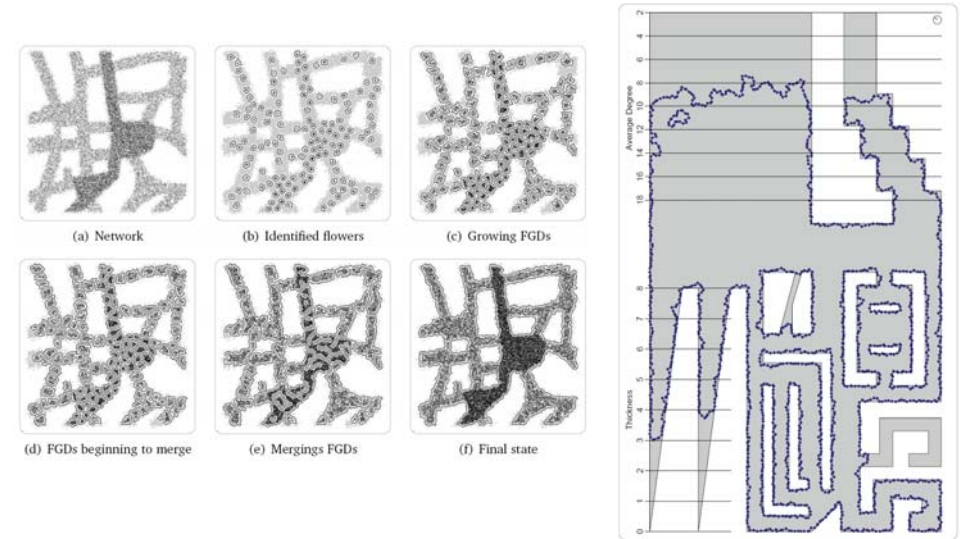 (a) Network
(b) Identified flowers
(c) Growing FGDs
(d) FGDs beginning to merge
(e) Mergings FGDs
(f) Final state
Average Degree
2
4
6
8
10
12
14
16
18
Thickness
8
7
6
5
4
3
2
1
0